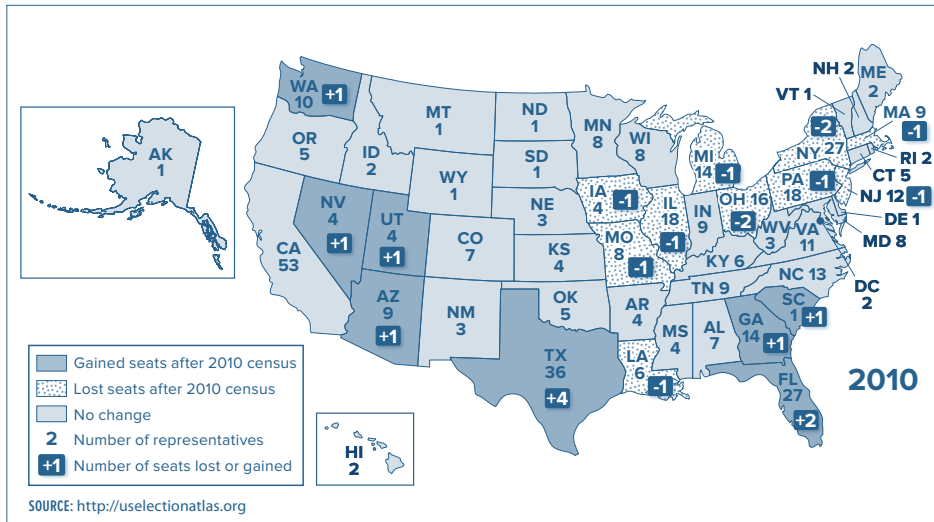 NH 2
ME
2
VT 1
WA
10
+1
MT
1
ND
1
MN
8
MA 9
-1
-2
NY 27
OR
5
ID
2
SD
1
WI
8
MI
14
-1
RI 2
CT 5
PA
18
-1
NJ 12
-1
AK
1
WY
1
IA
4
-1
NE
3
IL
18
-1
IN
9
OH 16
-2
DE 1
MD 8
NV
4
+1
UT
4
+1
CO
7
WV
3
VA
11
CA
53
KS
4
MO
8
-1
KY 6
DC
2
NC 13
TN 9
AZ
9
+1
NM
3
OK
5
AR
4
SC
1
+1
MS
4
AL
7
GA
14
+1
TX
36
+4
LA
6
-1
FL
27
+2
2010
Gained seats after 2010 census
Lost seats after 2010 census
No change
2 Number of representatives
+1 Number of seats lost or gained
HI
2
SOURCE: http://uselectionatlas.org